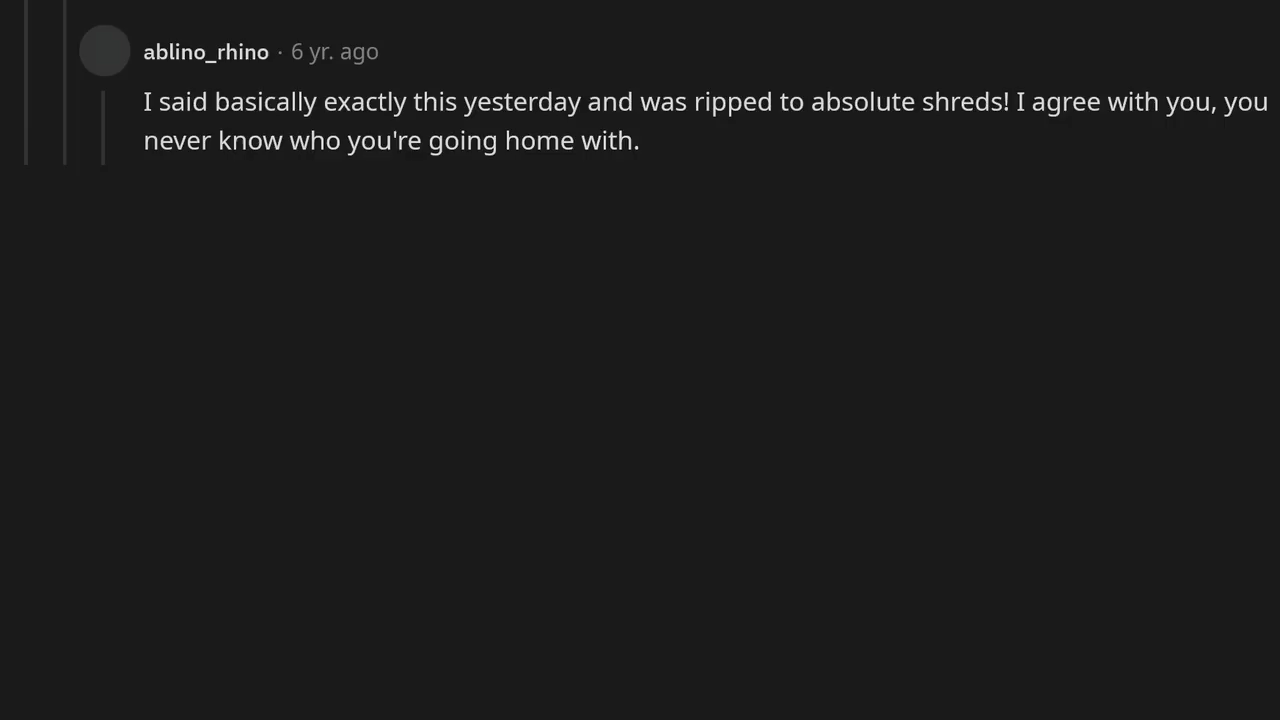 ablino_rhino · 6 yr. ago
I said basically exactly this yesterday and was ripped to absolute shreds! I agree with you, you
never know who you're going home with.